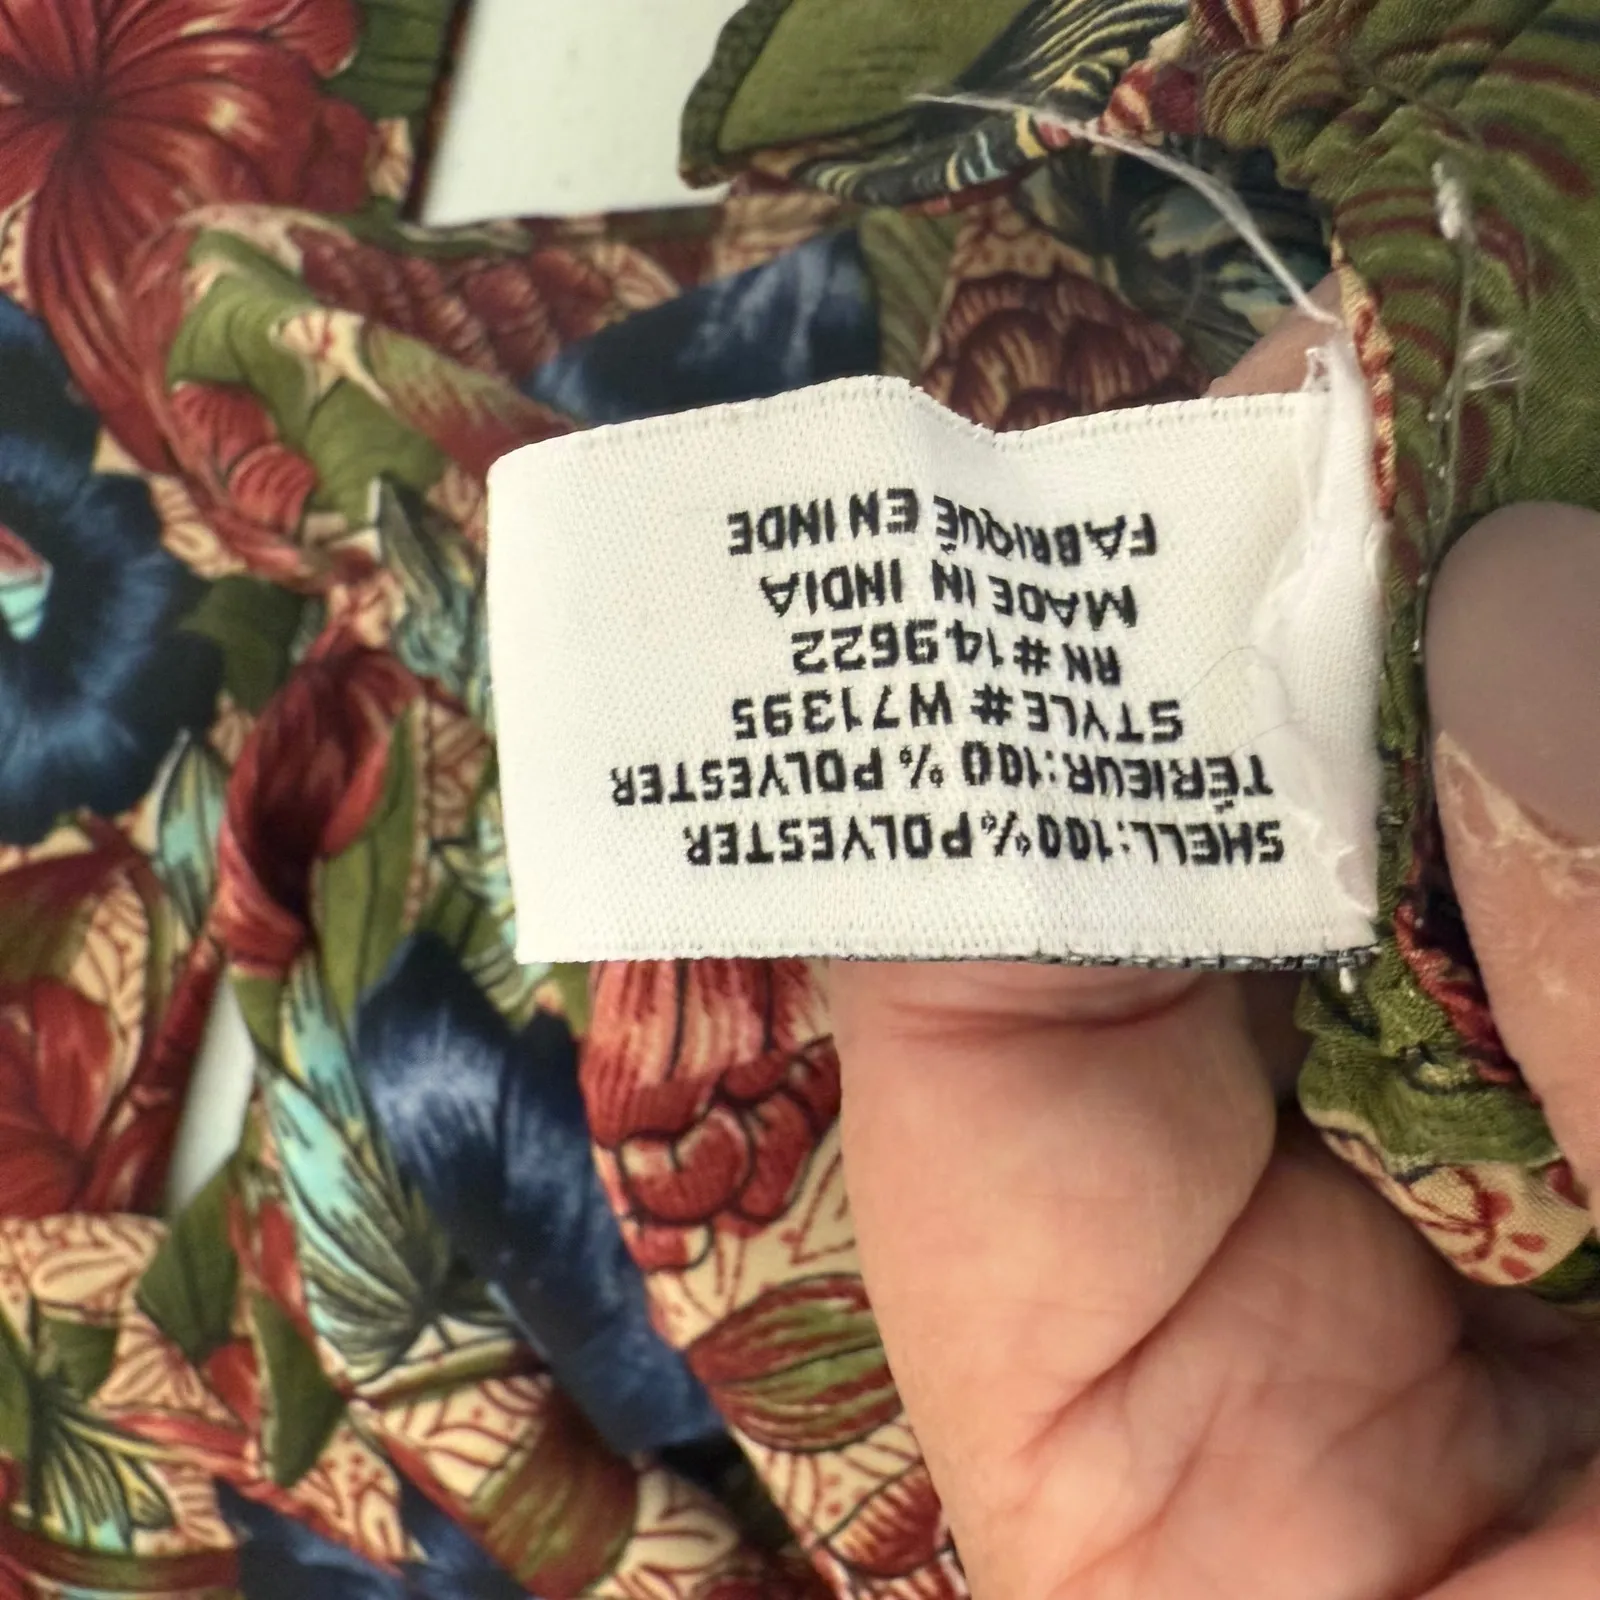 SHELL:100%POLYESTER
TÉRIEUR:100 % POLYESTER
STYLE# W71395
RN #149622
MADE IN INDIA
FABRIQUÉ EN INDE